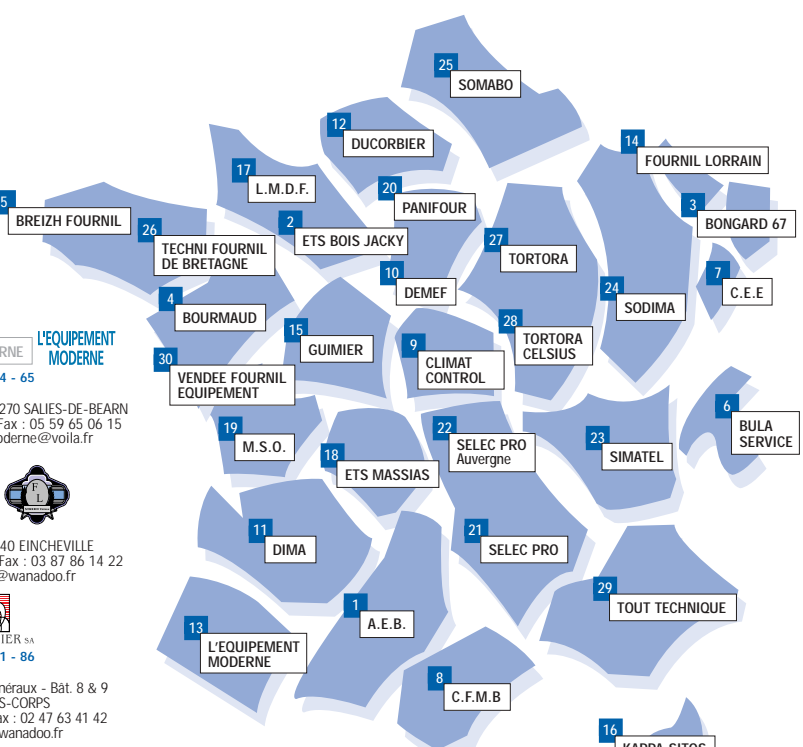 25
SOMABO
12
DUCORBIER
14
FOURNIL LORRAIN
17
L.M.D.F.
20
PANIFOUR
5
BREIZH FOURNIL
3
BONGARD 67
26
TECHNI FOURNIL
DE BRETAGNE
2
ETS BOIS JACKY
27
TORTORA
10
DEMEF
7
C.E.E
24
SODIMA
4
BOURMAUD
15
GUIMIER
9
CLIMAT
CONTROL
28
TORTORA
CELSIUS
30
VENDEE FOURNIL
EQUIPEMENT
19
M.S.O.
18
ETS MASSIAS
22
SELEC PRO
Auvergne
23
SIMATEL
6
BULA
SERVICE
11
DIMA
21
SELEC PRO
29
TOUT TECHNIQUE
1
A.E.B.
13
L'EQUIPEMENT
MODERNE
8
C.F.M.B
16
KAPPA SITOS
RNE
L'EQUIPEMENT
MODERNE
4 - 65
270 SALIES-DE-BEARN
Fax : 05 59 65 06 15
oderne@voila.fr
F
L
40 EINCHEVILLE
Fax : 03 87 86 14 22
@wanadoo.fr
IER SA
1 - 86
néraux - Bât. 8 & 9
S-CORPS
ax : 02 47 63 41 42
wanadoo.fr